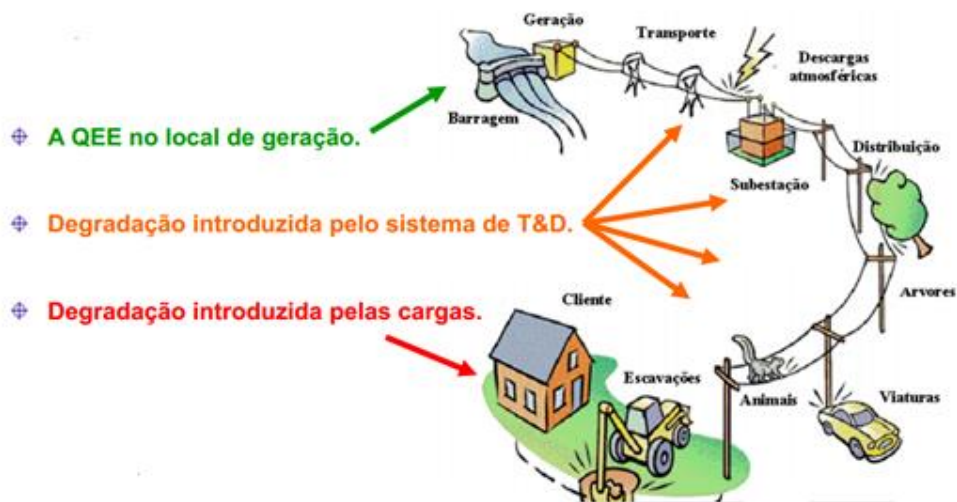 A QEE no local de geração.
Degradação introduzida pelo sistema de T&D.
Degradação introduzida pelas cargas.
Geração
Transporte
Descargas
atmosféricas
Barragem
Distribuição
Subestação
Cliente
Arvores
Escavações
Animais
Viaturas